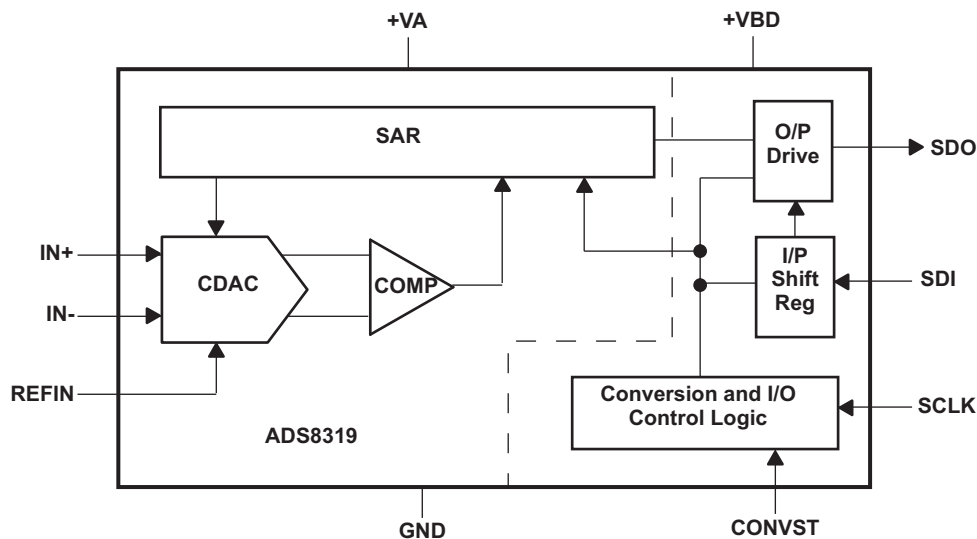 +VA
+VBD
SAR
O/P
Drive
SDO
IN+
CDAC
COMP
I/P
Shift
Reg
SDI
IN-
REFIN
Conversion and I/O
Control Logic
SCLK
ADS8319
GND
CONVST